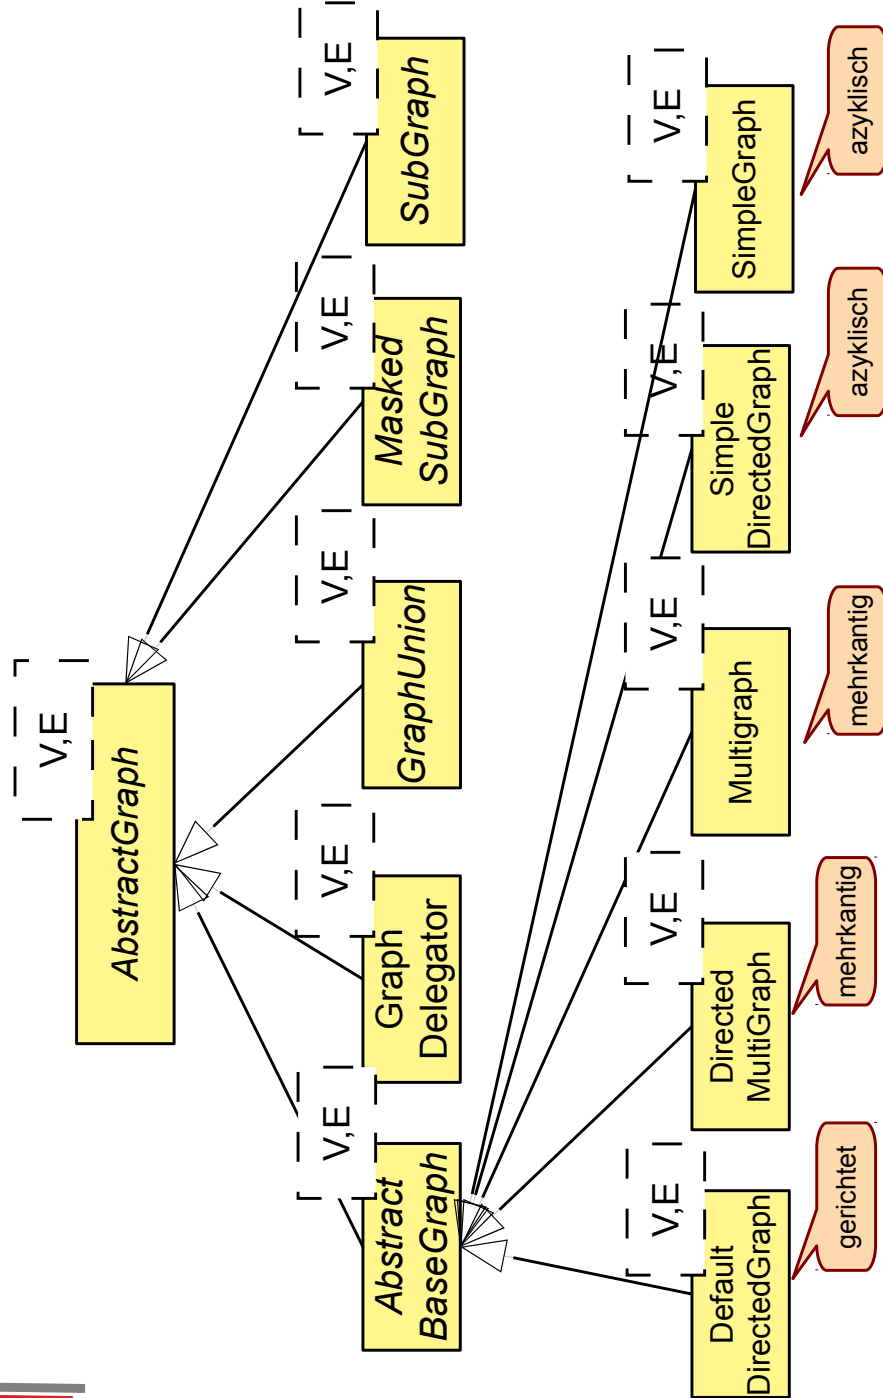 V,E
AbstractGraph
V,E
Abstract
BaseGraph
V,E
Graph
Delegator
V,E
GraphUnion
V,E
Masked
SubGraph
V,E
SubGraph
V,E
Default
DirectedGraph
V,E
Directed
MultiGraph
V,E
Multigraph
V,E
Simple
DirectedGraph
V,E
SimpleGraph
gerichtet
mehrkantig
mehrkantig
azyklisch
azyklisch